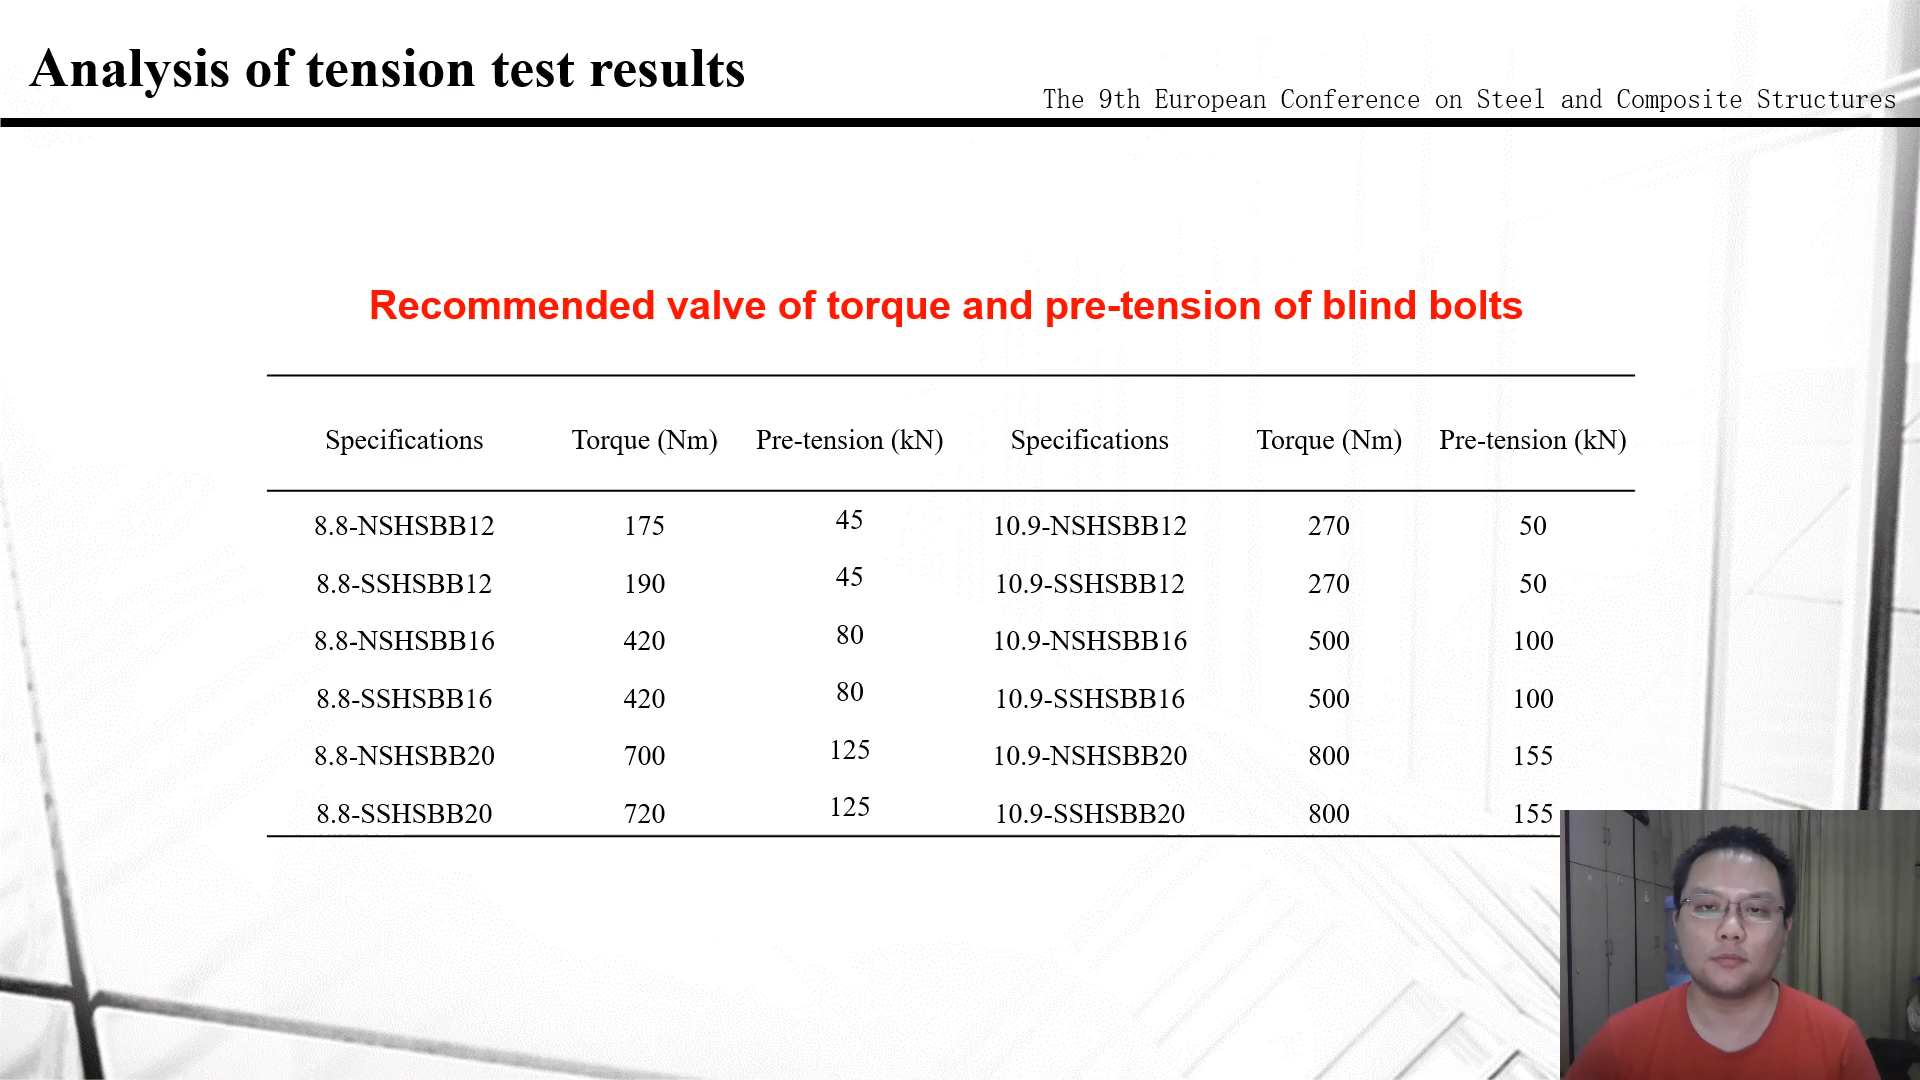 Analysis of tension test results
The 9th European Conference on Steel and Composite Structures
Recommended valve of torque and pre-tension of blind bolts
Specifications Torque (Nm) Pre-tension (kN) Specifications Torque (Nm) Pre-tension (kN)
8.8-NSHSBB12 175 45 10.9-NSHSBB12 270 50
8.8-SSHSBB12 190 45 10.9-SSHSBB12 270 50
8.8-NSHSBB16 420 80 10.9-NSHSBB16 500 100
8.8-SSHSBB16 420 80 10.9-SSHSBB16 500 100
8.8-NSHSBB20 700 125 10.9-NSHSBB20 800 155
8.8-SSHSBB20 720 125 10.9-SSHSBB20 800 155